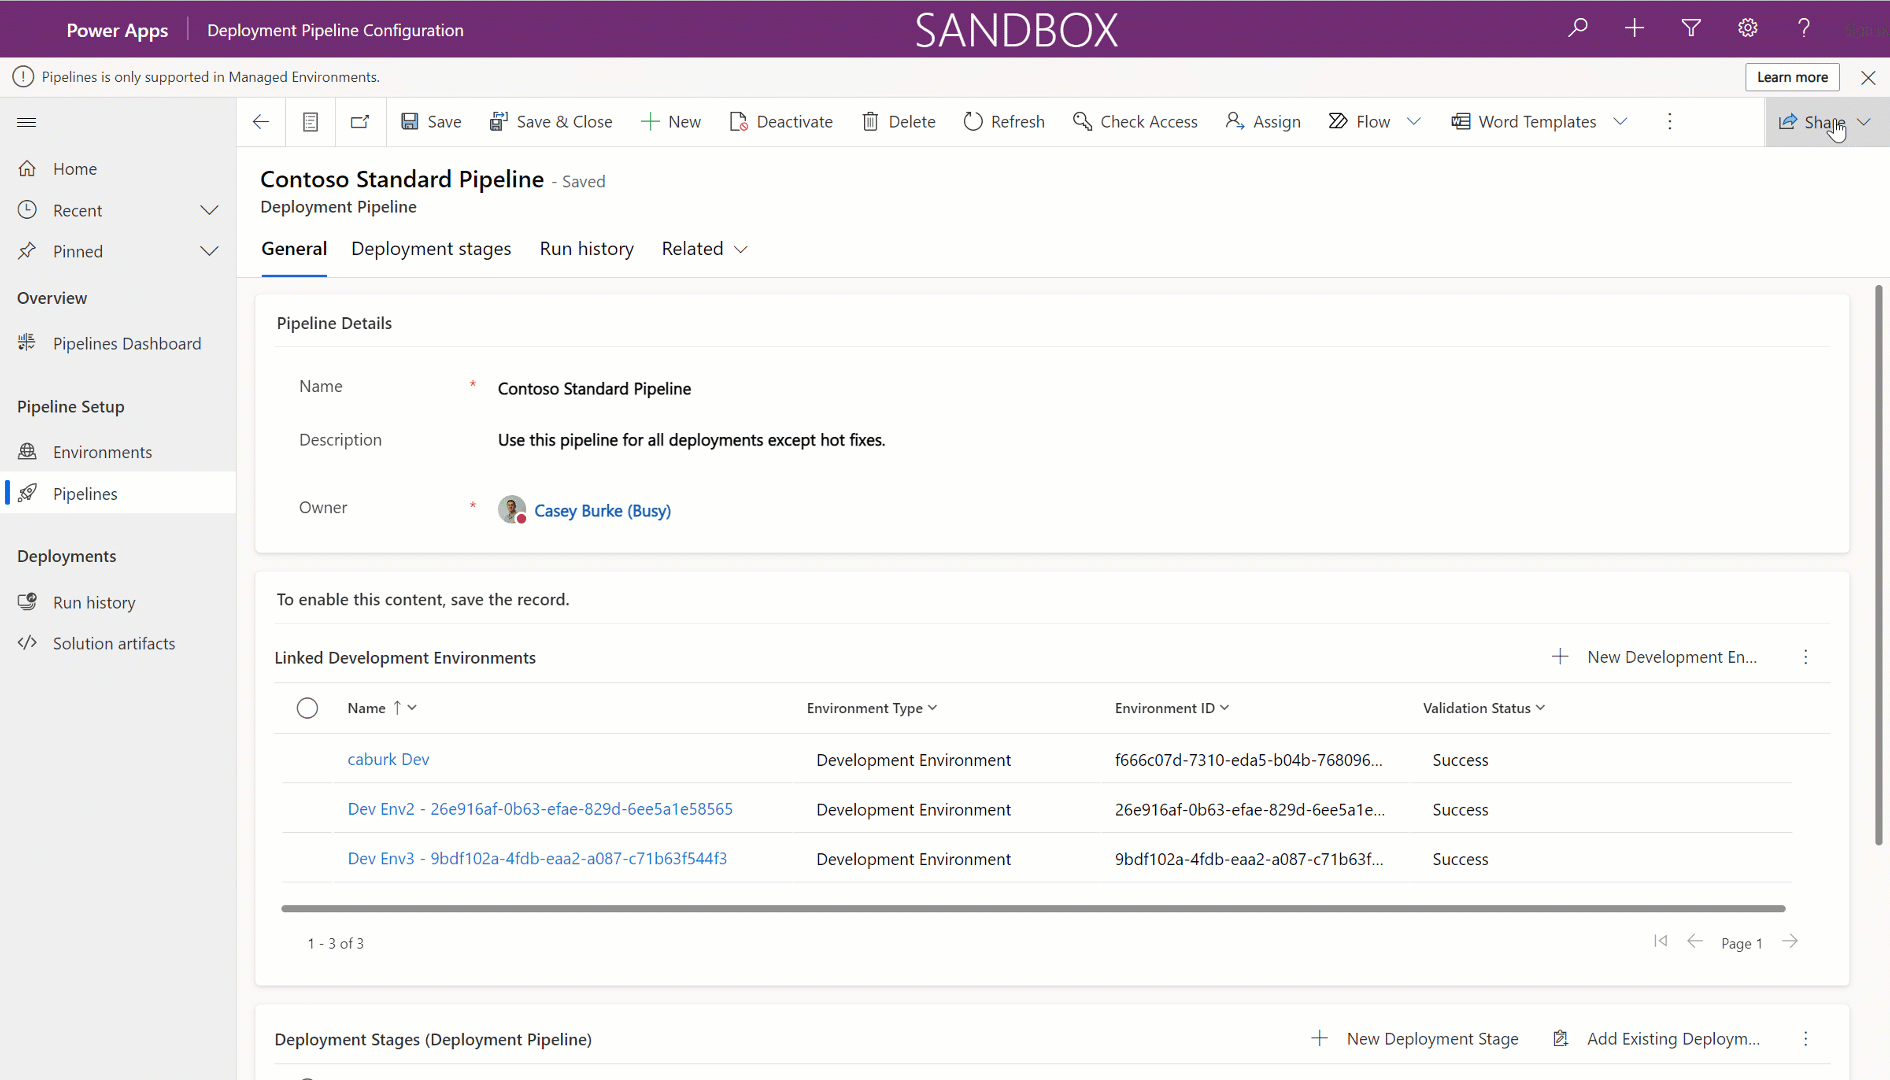 Power Apps
Deployment Pipeline Configuration
SANDBOX
Pipelines is only supported in Managed Environments.
Learn more
Save
Save & Close
New
Deactivate
Delete
Refresh
Check Access
Assign
Flow
Word Templates
Share
Home
Recent
Pinned
Overview
Pipelines Dashboard
Pipeline Setup
Environments
Pipelines
Deployments
Run history
Solution artifacts
Contoso Standard Pipeline - Saved
Deployment Pipeline
General
Deployment stages
Run history
Related
Pipeline Details
Name * Contoso Standard Pipeline
Description Use this pipeline for all deployments except hot fixes.
Owner * Casey Burke (Busy)
To enable this content, save the record.
Linked Development Environments
New Development En...
Name Environment Type Environment ID Validation Status
caburk Dev Development Environment f666c07d-7310-eda5-b04b-768096... Success
Dev Env2 - 26e916af-0b63-efae-829d-6ee5a1e58565 Development Environment 26e916af-0b63-efae-829d-6ee5a1e... Success
Dev Env3 - 9bdf102a-4fdb-eaa2-a087-c71b63f544f3 Development Environment 9bdf102a-4fdb-eaa2-a087-c71b63f... Success
1 - 3 of 3
Page 1
Deployment Stages (Deployment Pipeline)
New Deployment Stage
Add Existing Deploym...